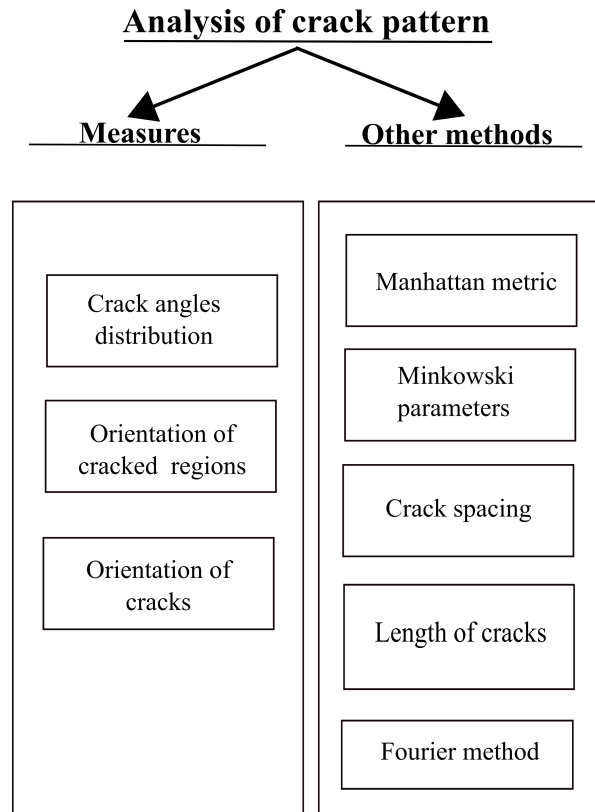 Analysis of crack pattern
Measures
Other methods
Crack angles
distribution
Orientation of
cracked regions
Orientation of
cracks
Manhattan metric
Minkowski
parameters
Crack spacing
Length of cracks
Fourier method